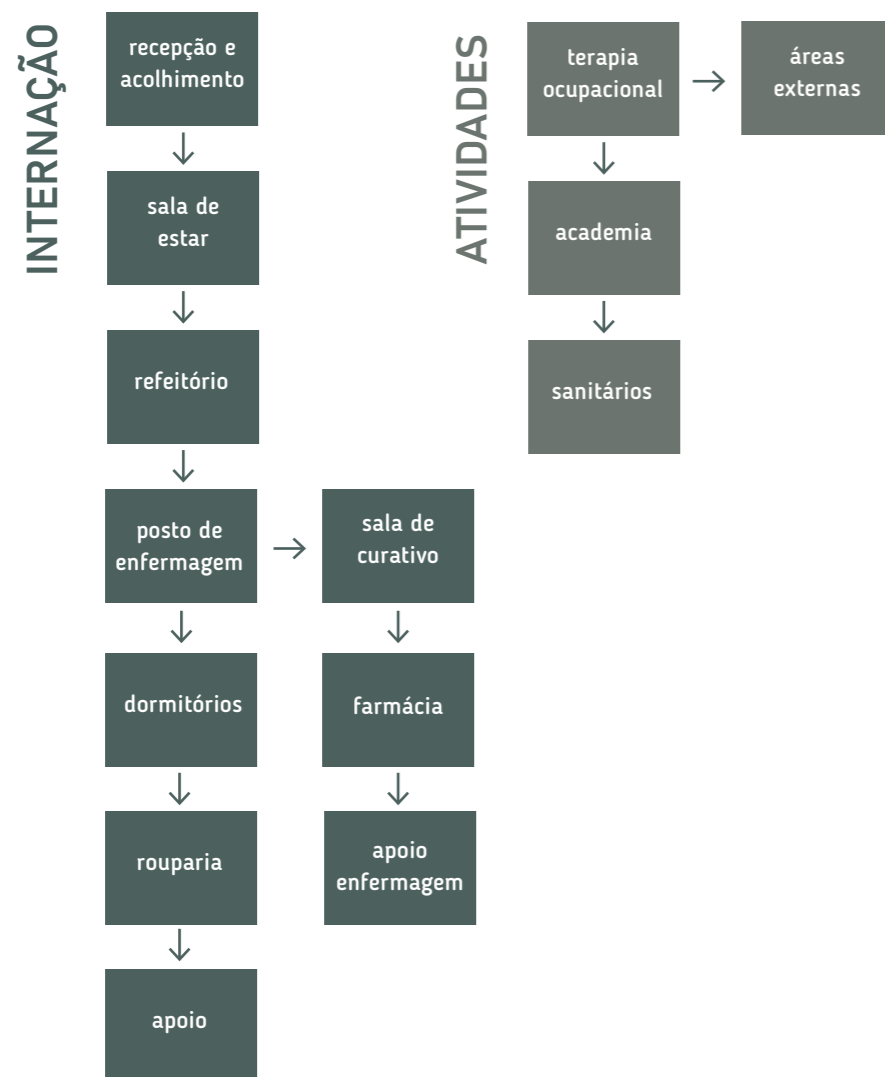 INTERNAÇÃO
recepção e
acolhimento
sala de
estar
refeitório
posto de
enfermagem
sala de
curativo
dormitórios
farmácia
rouparia
apoio
enfermagem
apoio
ATIVIDADES
terapia
ocupacional
áreas
externas
academia
sanitários